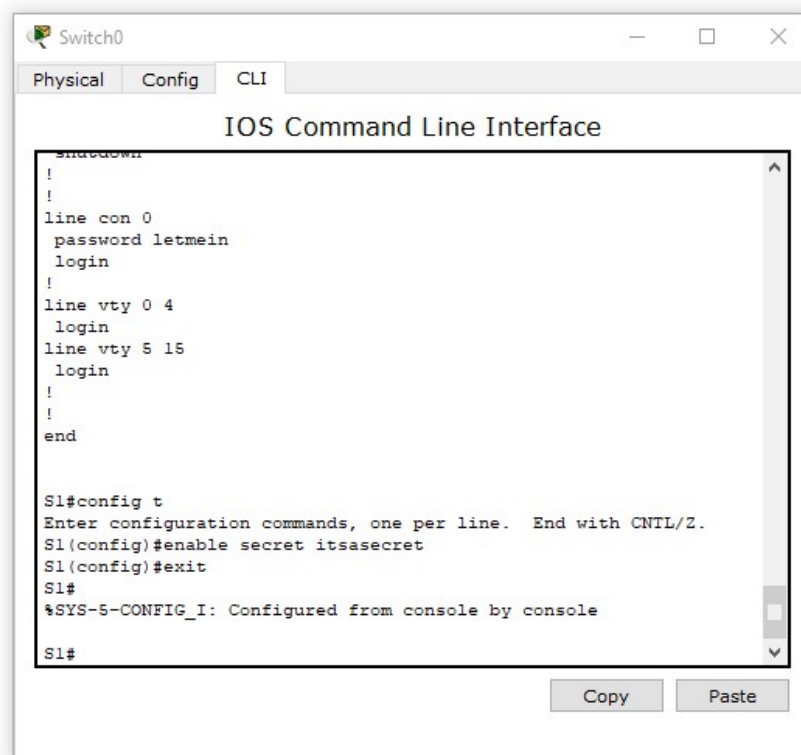 Switch0
Physical Config CLI
IOS Command Line Interface
shutdown
!
!
line con 0
password letmein
login
!
line vty 0 4
login
line vty 5 15
login
!
!
end
S1#config t
Enter configuration commands, one per line. End with CNTL/Z.
S1(config)#enable secret itsasecret
S1(config)#exit
S1#
%SYS-5-CONFIG_I: Configured from console by console
S1#
Copy Paste